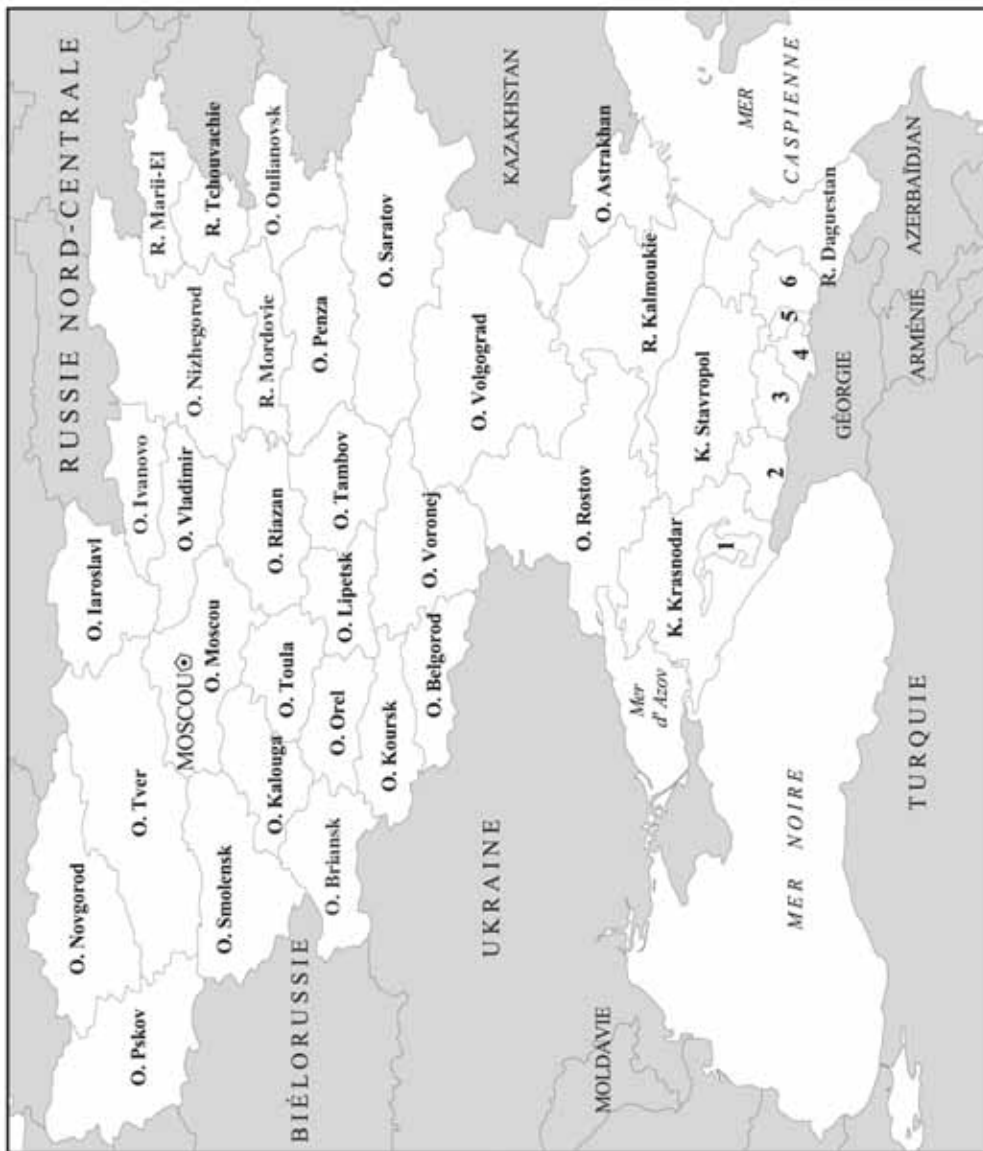 RUSSIE NORD-CENTRALE
O. Novgorod
O. Iaroslavl
O. Pskov
O. Tver
O. Ivanovo
R. Marii-El
MOSCOU
O. Vladimir
O. Nizhegorod
R. Tchouvachie
O. Smolensk
O. Moscou
O. Kalouga
O. Toula
O. Riazan
R. Mordovie
O. Oulianovsk
BIÉLORUSSIE
O. Briansk
O. Orel
O. Lipetsk
O. Tambov
O. Penza
O. Koursk
O. Saratov
O. Belgorod
O. Voronej
UKRAINE
O. Volgograd
KAZAKHSTAN
O. Rostov
O. Astrakhan
MOLDAVIE
Mer
d'Azov
K. Krasnodar
R. Kalmoukie
K. Stavropol
1
MER
CASPIENNE
2
3
4
5
6
MER NOIRE
R. Daguestan
GÉORGIE
TURQUIE
ARMÉNIE
AZERBAÏDJAN